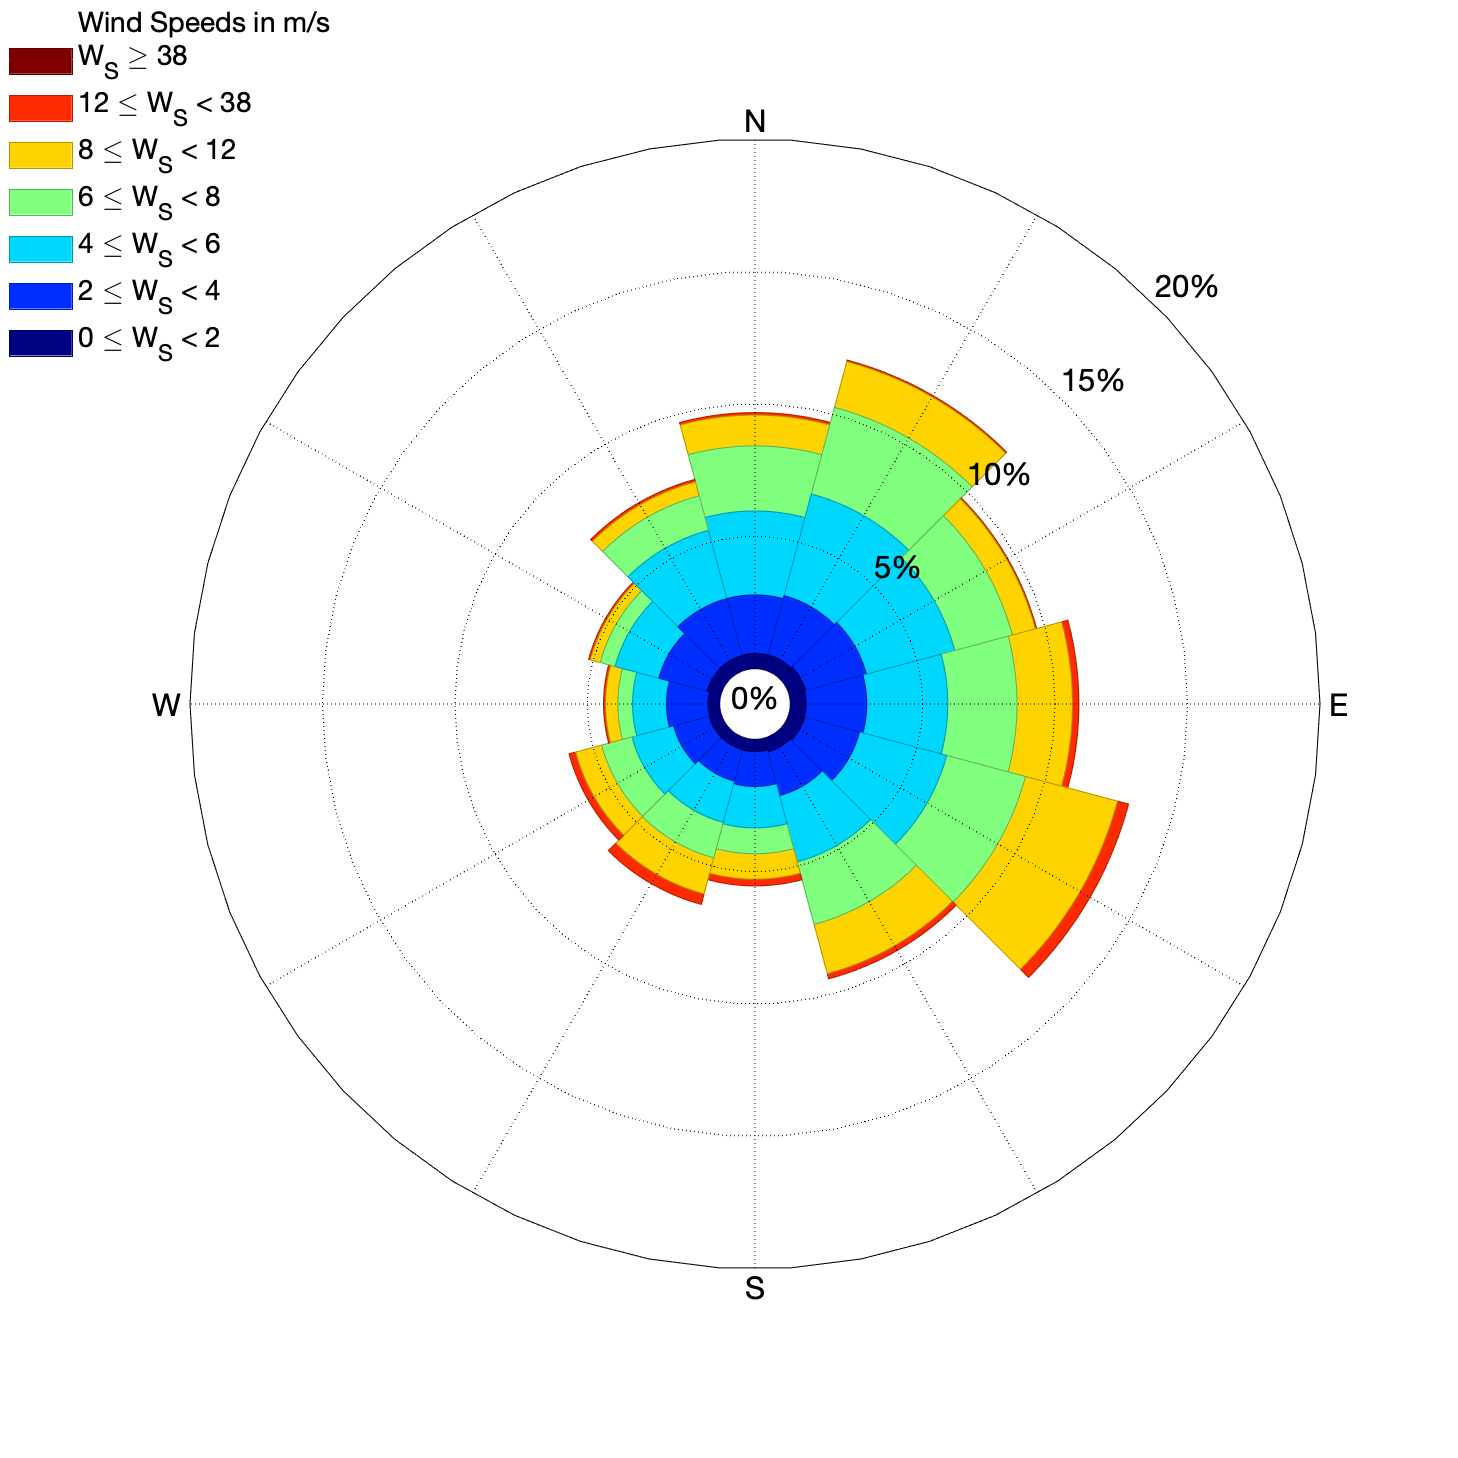 Wind Speeds in m/s
W_S ≥ 38
12 ≤ W_S < 38
8 ≤ W_S < 12
6 ≤ W_S < 8
4 ≤ W_S < 6
2 ≤ W_S < 4
0 ≤ W_S < 2
N
20%
15%
10%
5%
W
0%
E
S